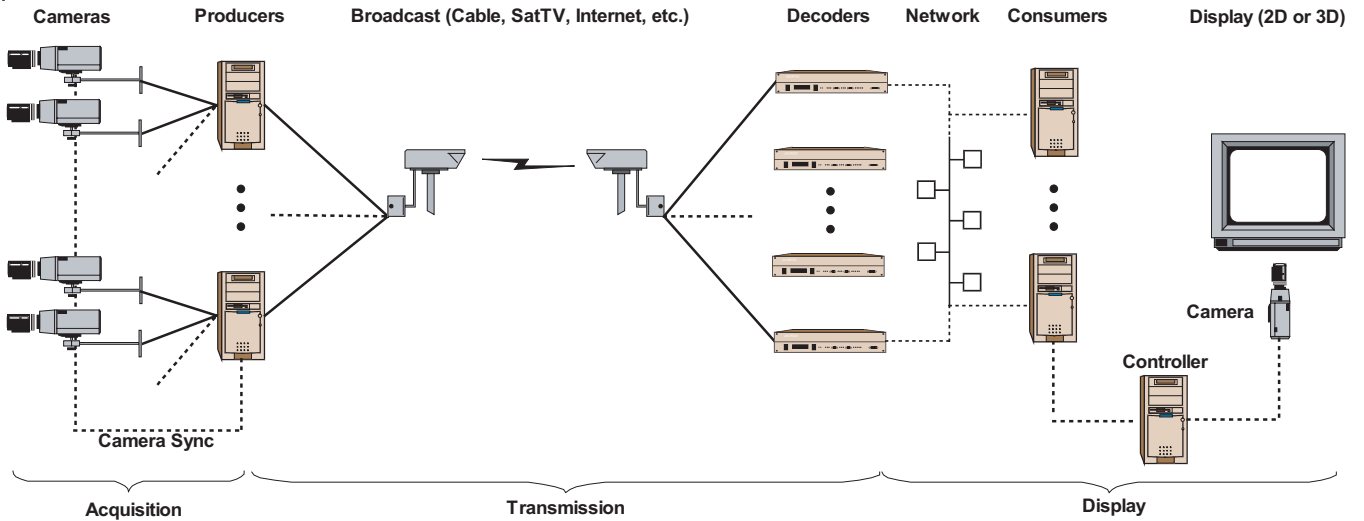 Cameras Producers Broadcast (Cable, SatTV, Internet, etc.) Decoders Network Consumers Display (2D or 3D)
Camera
Controller
Camera Sync
Acquisition Transmission Display